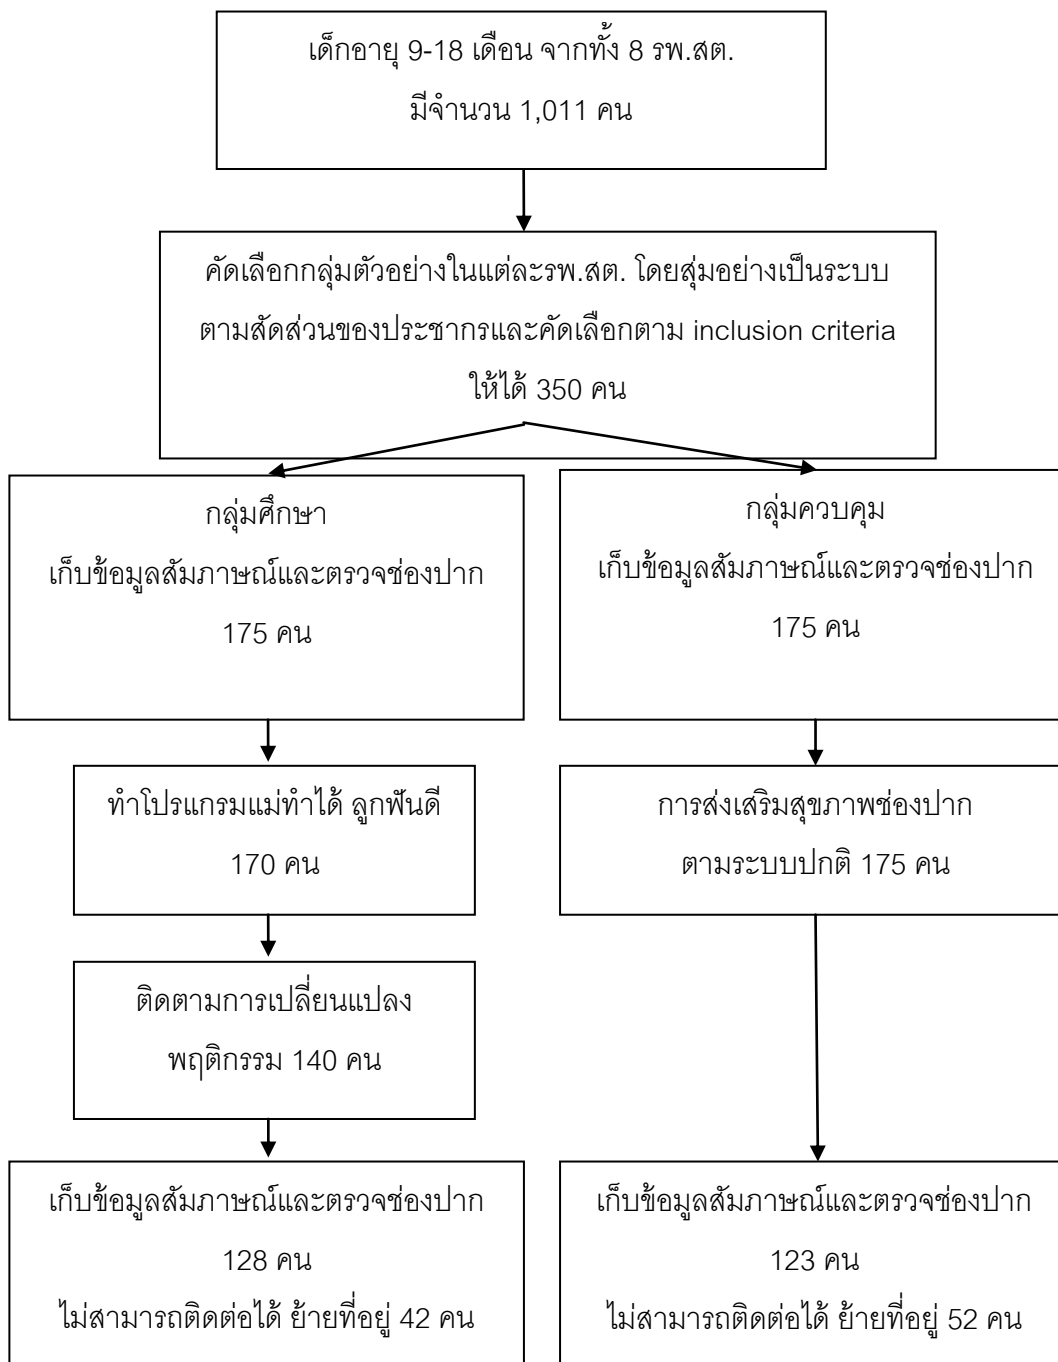 เด็กอายุ 9-18 เดือน จากทั้ง 8 รพ.สต.
มีจำนวน 1,011 คน
คัดเลือกกลุ่มตัวอย่างในแต่ละรพ.สต. โดยสุ่มอย่างเป็นระบบ
ตามสัดส่วนของประชากรและคัดเลือกตาม inclusion criteria
ให้ได้ 350 คน
กลุ่มศึกษา
เก็บข้อมูลสัมภาษณ์และตรวจช่องปาก
175 คน
กลุ่มควบคุม
เก็บข้อมูลสัมภาษณ์และตรวจช่องปาก
175 คน
ทำโปรแกรมแม่ทำได้ ลูกฟันดี
170 คน
การส่งเสริมสุขภาพช่องปาก
ตามระบบปกติ 175 คน
ติดตามการเปลี่ยนแปลง
พฤติกรรม 140 คน
เก็บข้อมูลสัมภาษณ์และตรวจช่องปาก
128 คน
ไม่สามารถติดต่อได้ ย้ายที่อยู่ 42 คน
เก็บข้อมูลสัมภาษณ์และตรวจช่องปาก
123 คน
ไม่สามารถติดต่อได้ ย้ายที่อยู่ 52 คน